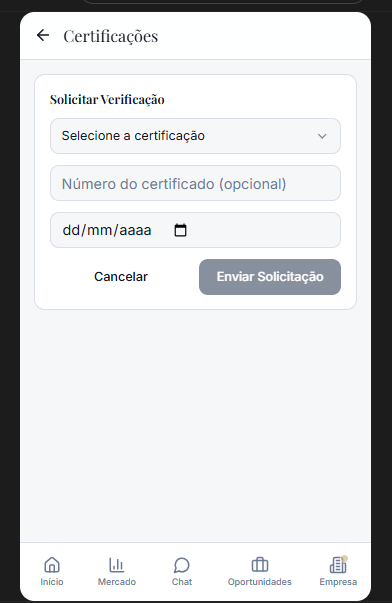 Certificações
Solicitar Verificação
Selecione a certificação
Número do certificado (opcional)
dd/mm/aaaa
Cancelar
Enviar Solicitação
Início
Mercado
Chat
Oportunidades
Empresa